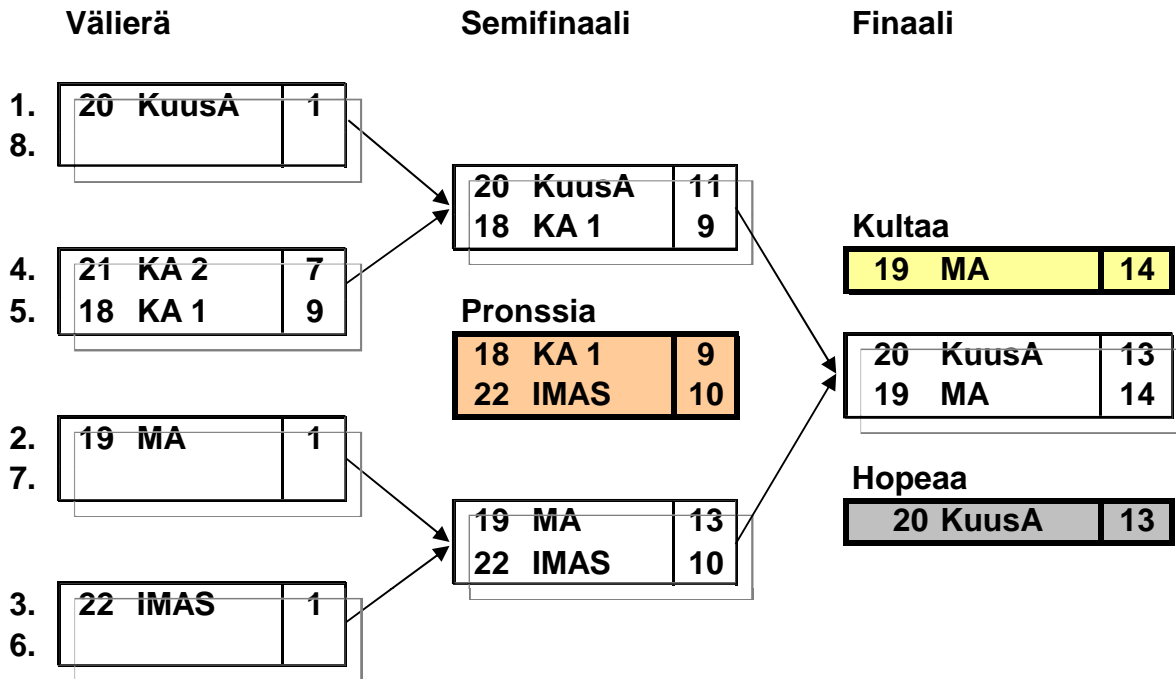 Välierä Semifinaali Finaali
1. 20 KuusA 1
8.
20 KuusA 11
18 KA 1 9
Kultaa
19 MA 14
4. 21 KA 2 7
5. 18 KA 1 9
Pronssia
18 KA 1 9
22 IMAS 10
20 KuusA 13
19 MA 14
2. 19 MA 1
7.
Hopeaa
20 KuusA 13
19 MA 13
22 IMAS 10
3. 22 IMAS 1
6.